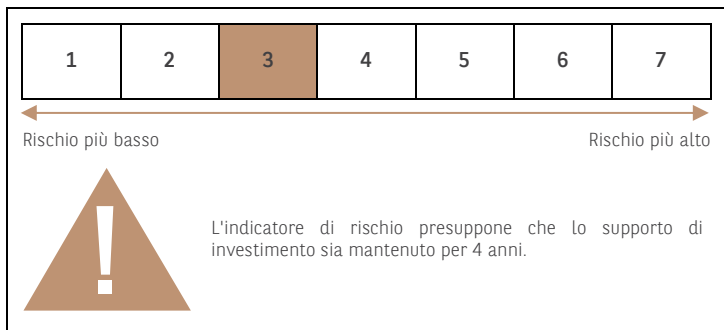 1 2 3 4 5 6 7
Rischio più basso Rischio più alto
!
L'indicatore di rischio presuppone che lo supporto di
investimento sia mantenuto per 4 anni.